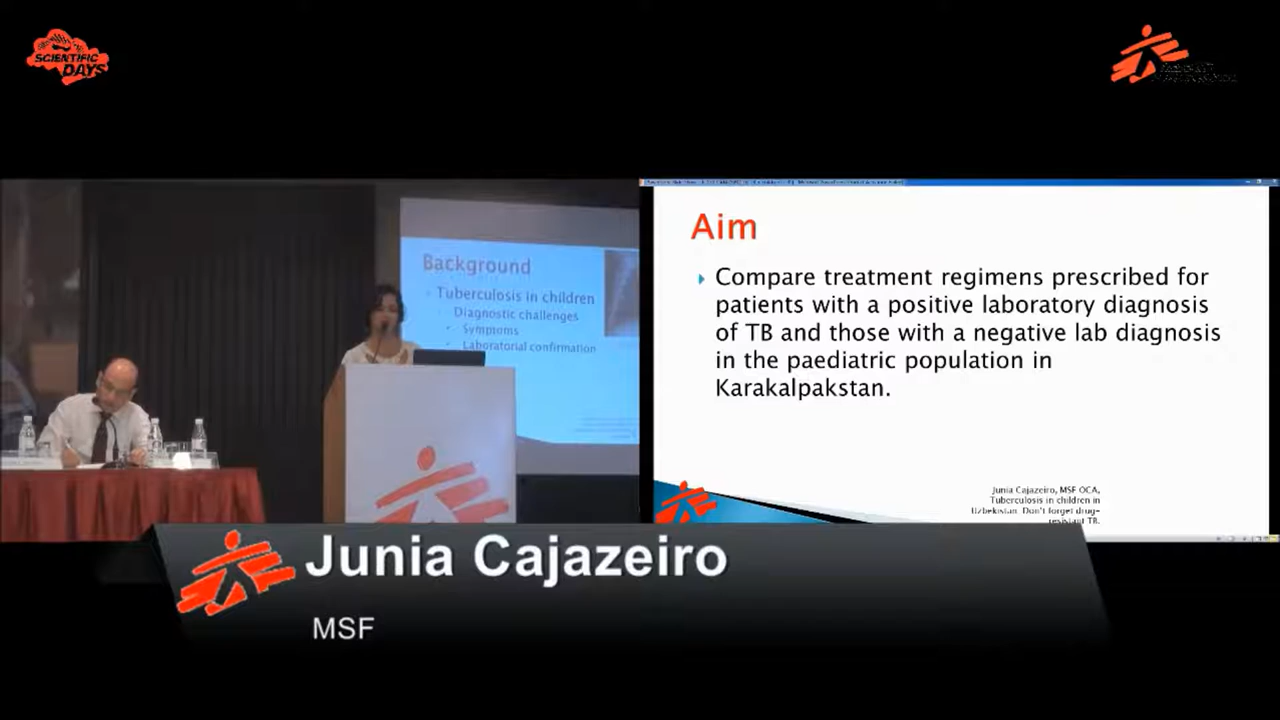 SCIENTIFIC
DAYS
Background
Tuberculosis in children
Diagnostic challenges
Symptoms
Laboratorial confirmation
Aim
Compare treatment regimens prescribed for
patients with a positive laboratory diagnosis
of TB and those with a negative lab diagnosis
in the paediatric population in
Karakalpakstan.
Junia Cajazeiro, MSF OCA,
Tuberculosis in children in
Uzbekistan. Don't forget drug-
resistant TB.
Junia Cajazeiro
MSF